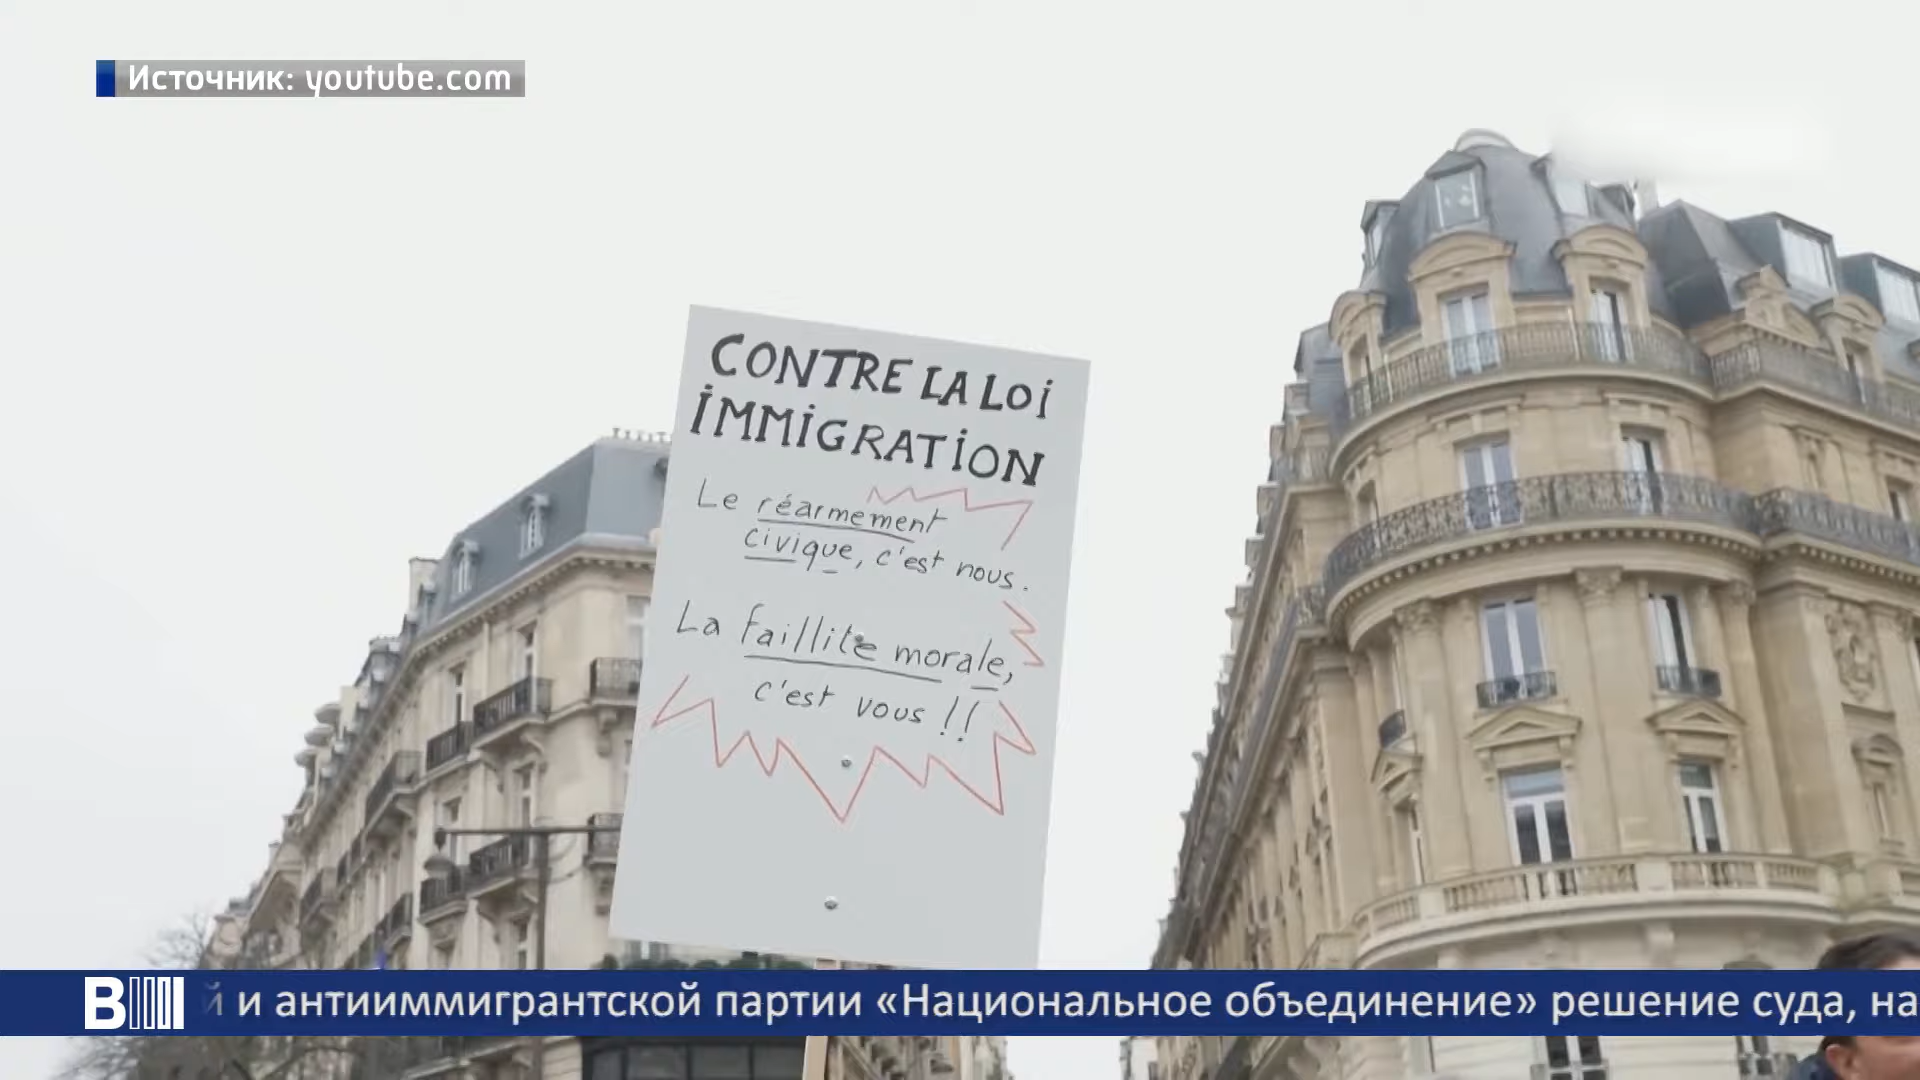 Источник: youtube.com
CONTRE LA LOI
IMMIGRATION
Le réarmement
civique, c'est nous.
La faillite morale,
c'est vous !!
й и антииммигрантской партии «Национальное объединение» решение суда, на